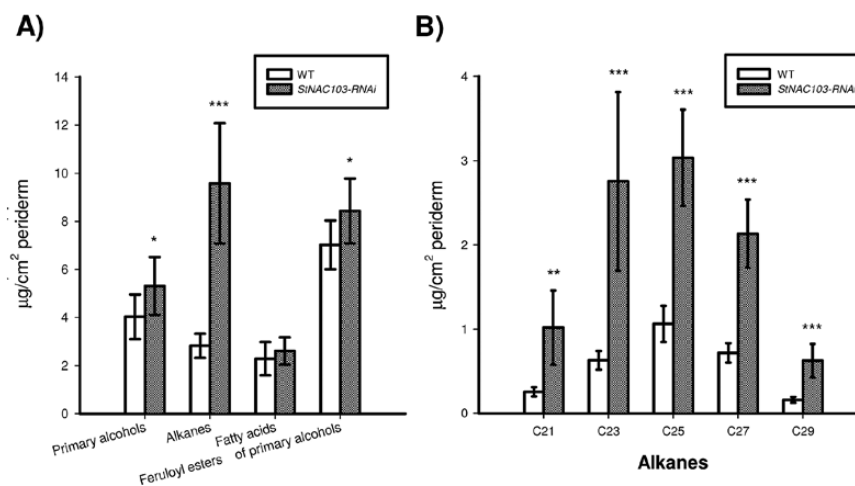 A)
WT
StNAC103-RNAi
14
12
10
8
6
4
2
0
µg/cm² periderm
***
*
*
Primary alcohols
Alkanes
Fatty acids
Feruloyl esters of primary alcohols
B)
WT
StNAC103-RNAi
4
3
2
1
0
µg/cm² periderm
**
***
***
***
***
C21
C23
C25
C27
C29
Alkanes